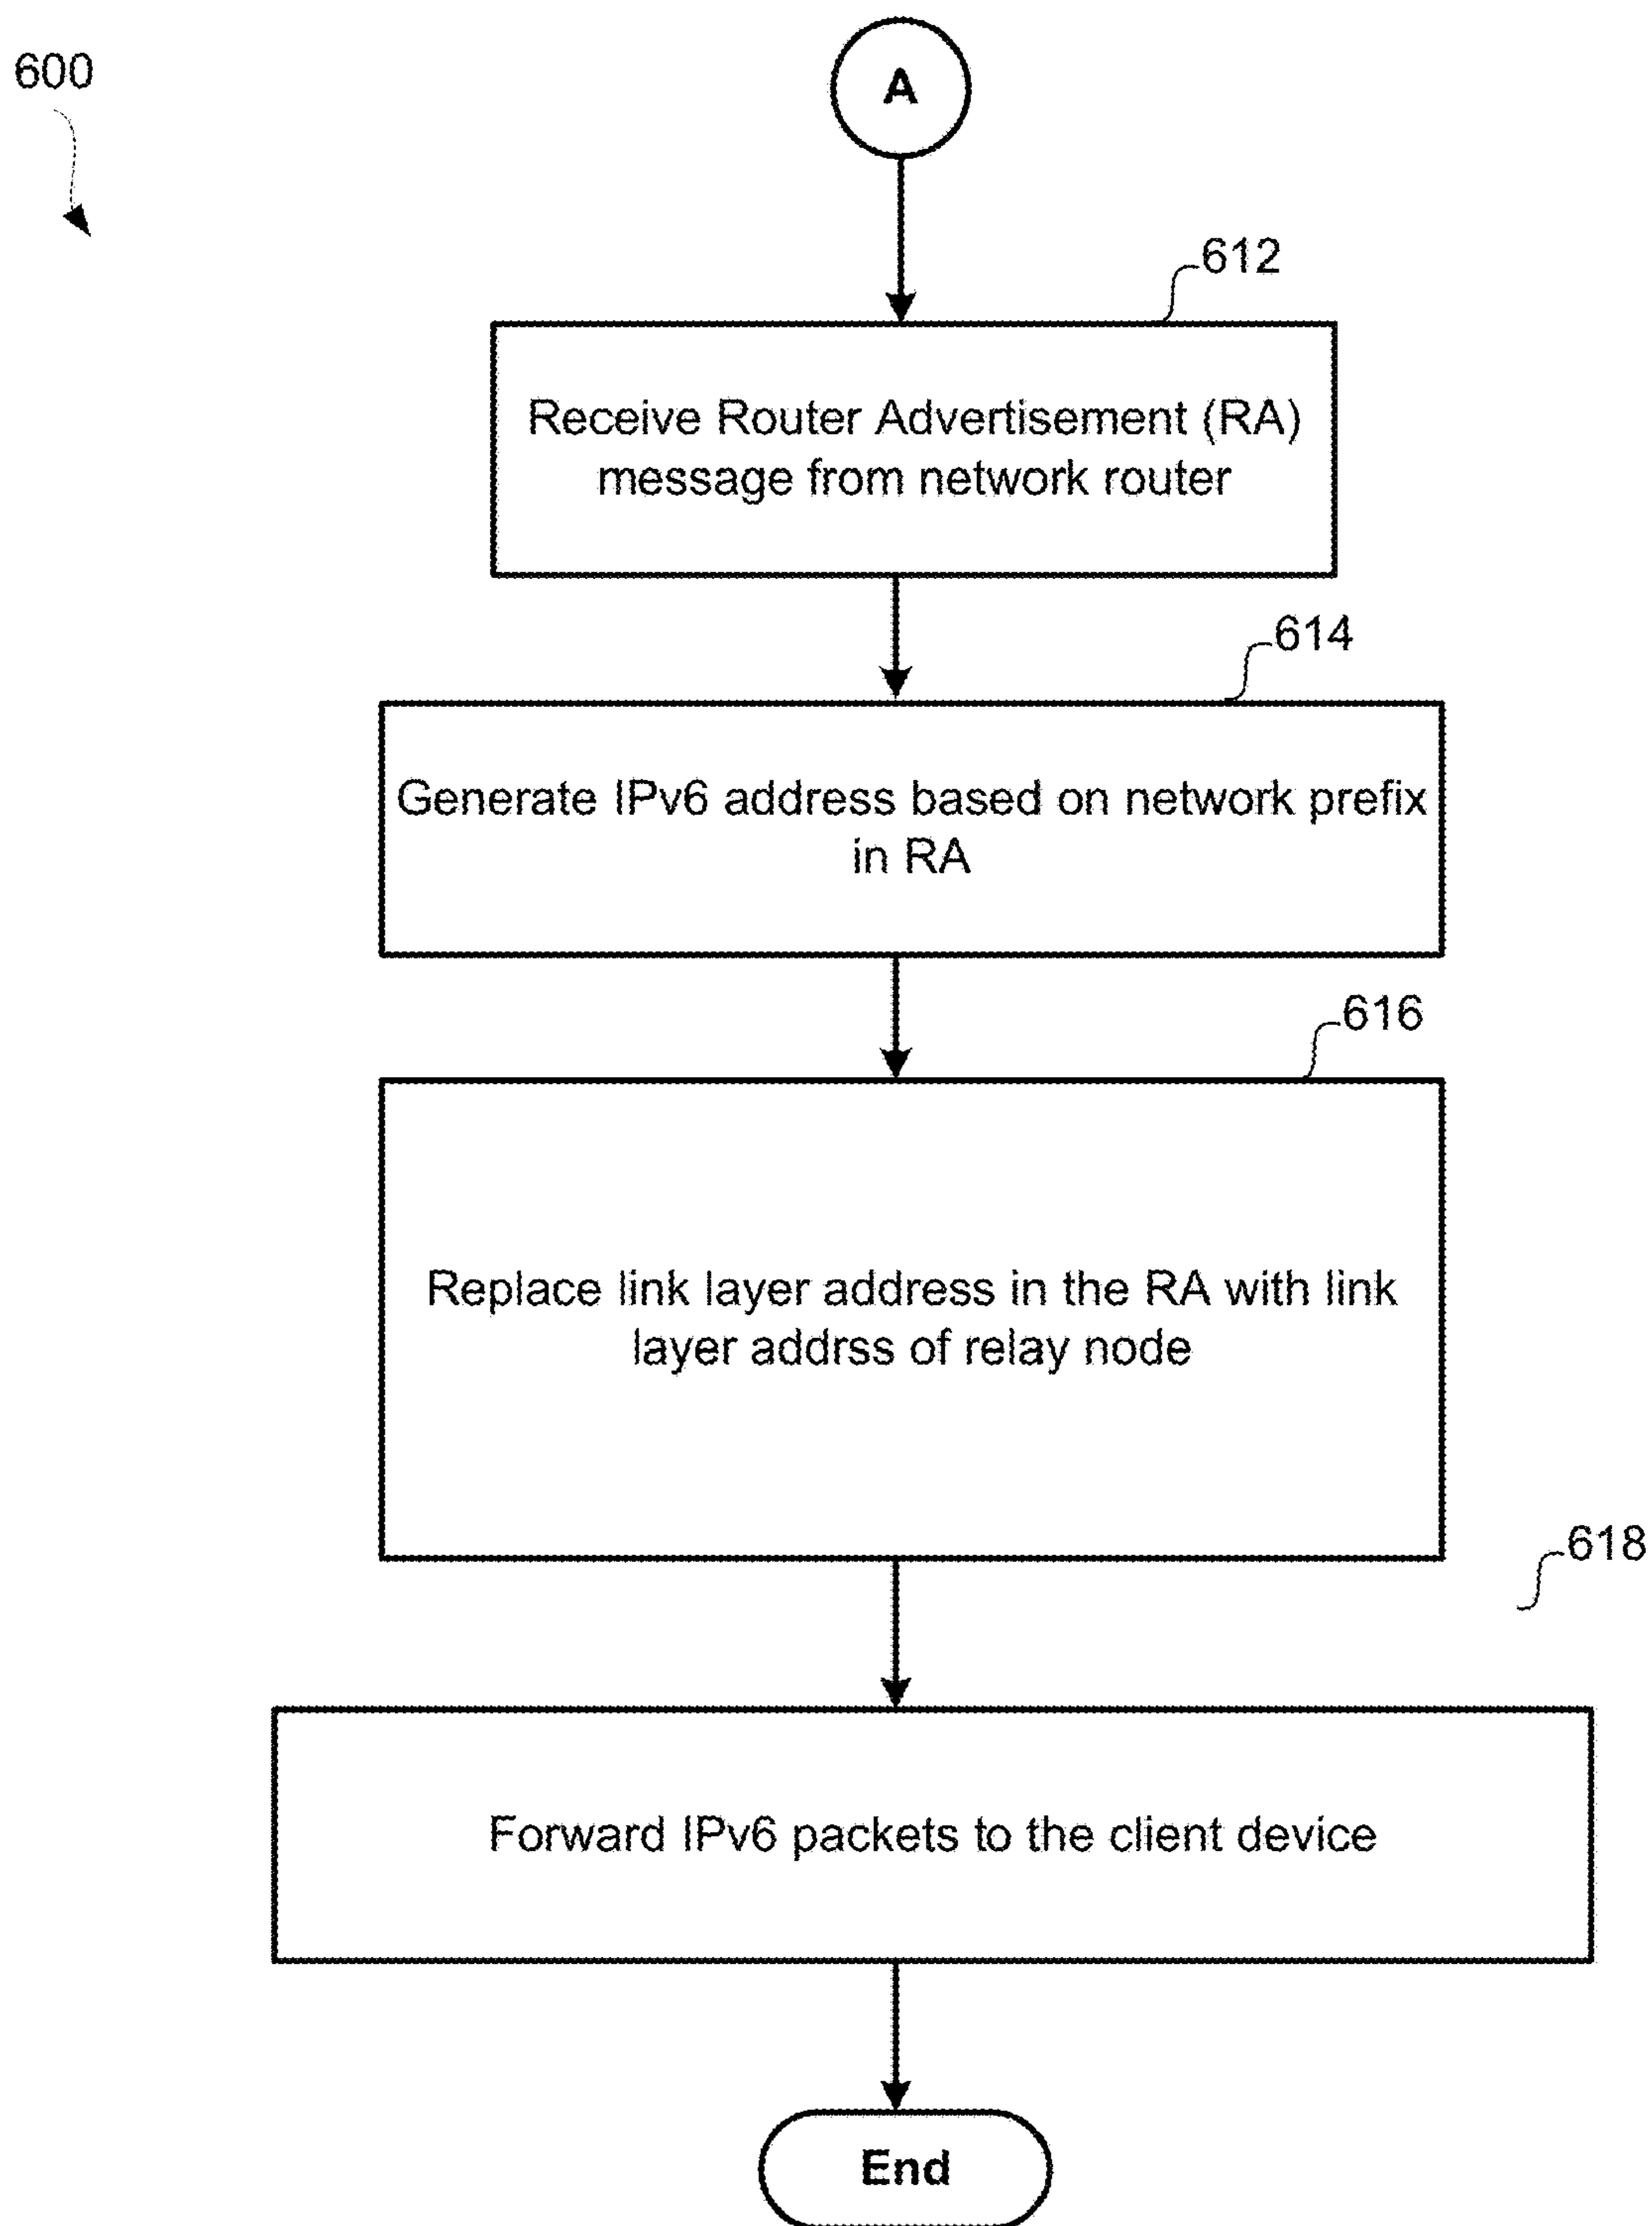 600
A
612
Receive Router Advertisement (RA)
message from network router
614
Generate IPv6 address based on network prefix
in RA
616
Replace link layer address in the RA with link
layer addrss of relay node
618
Forward IPv6 packets to the client device
End